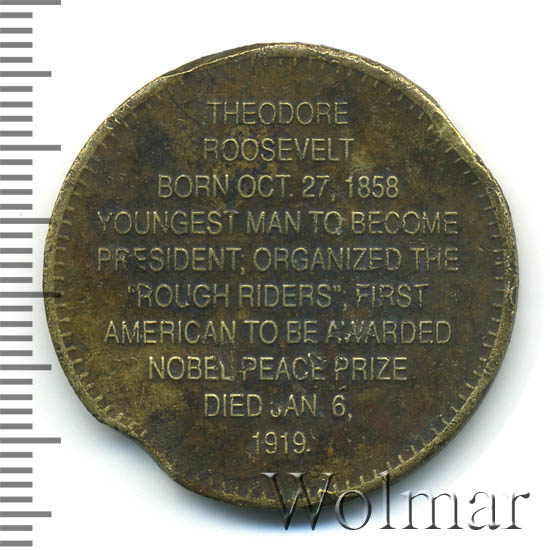 THEODORE
ROOSEVELT
BORN OCT. 27, 1858
YOUNGEST MAN TO BECOME
PRESIDENT, ORGANIZED THE
"ROUGH RIDERS", FIRST
AMERICAN TO BE AWARDED
NOBEL PEACE PRIZE
DIED JAN. 6,
1919.
Wolmar